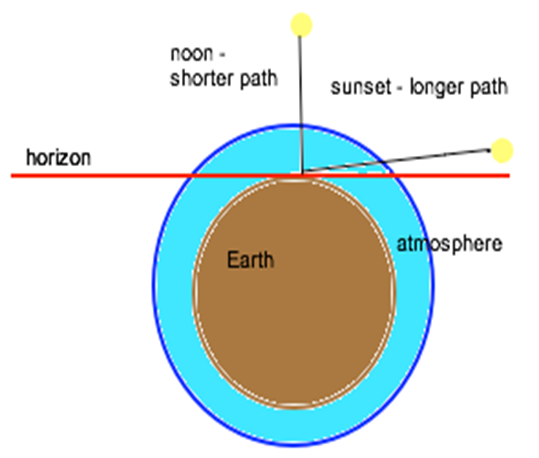 noon -
shorter path
sunset - longer path
horizon
atmosphere
Earth